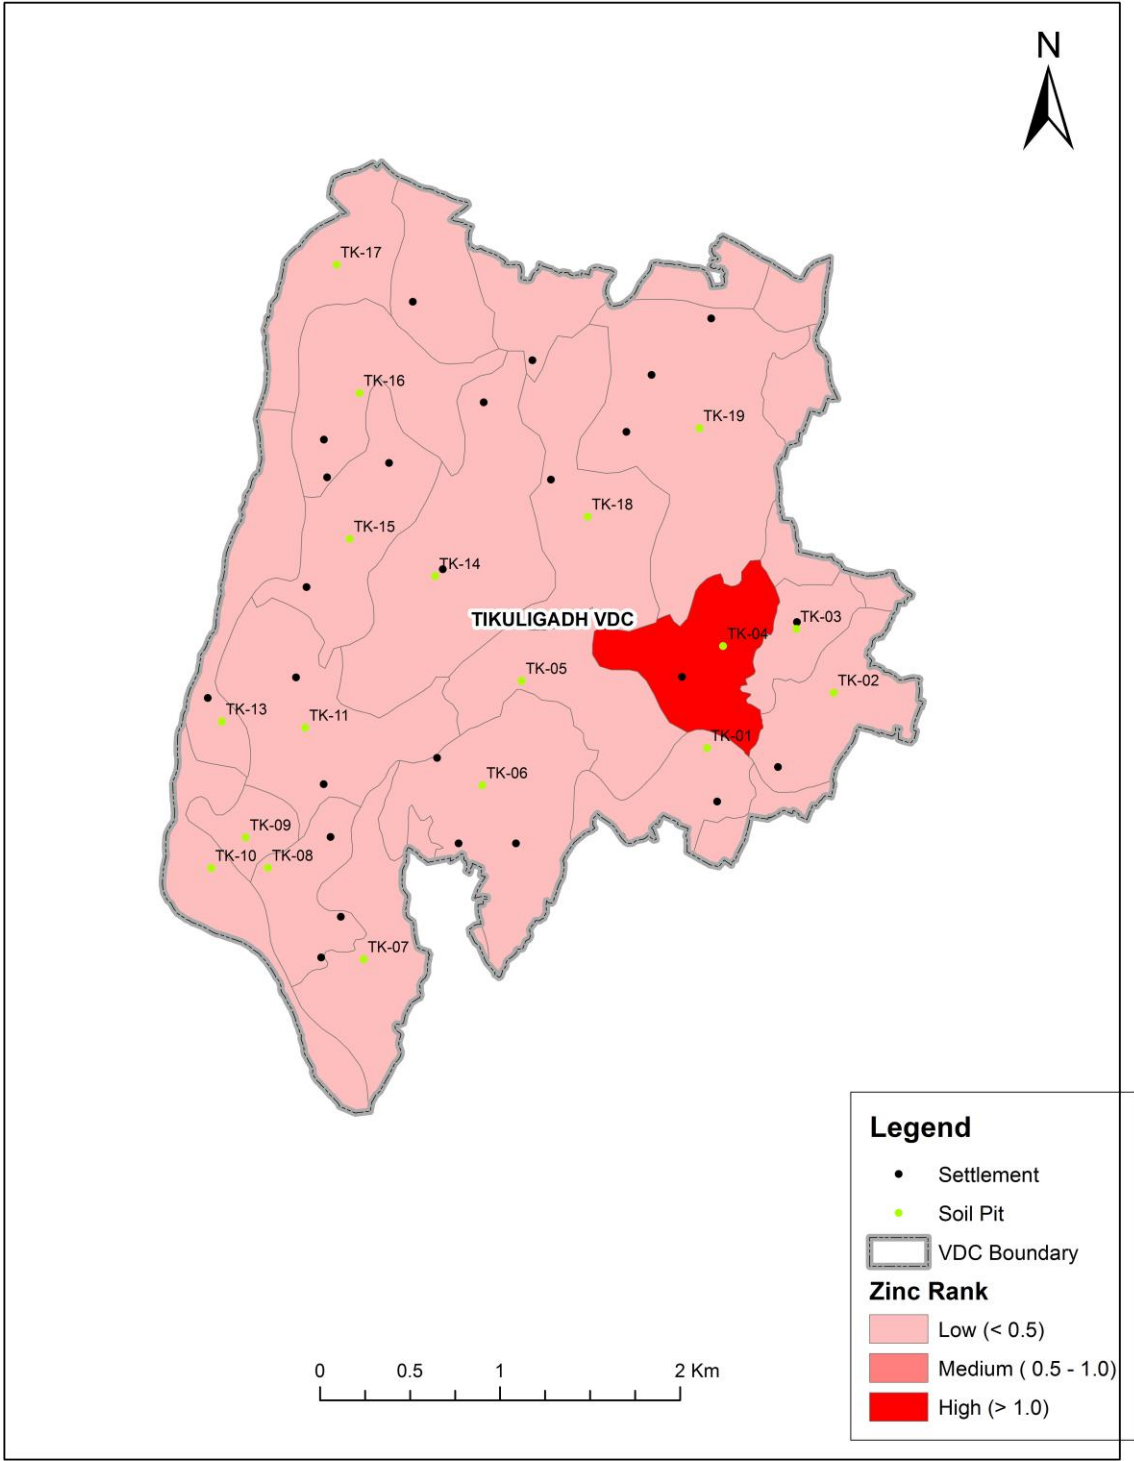 N
TK-17
TK-16
TK-19
TK-18
TK-15
TK-14
TIKULIGADH VDC
TK-03
TK-04
TK-05
TK-02
TK-13
TK-11
TK-01
TK-06
TK-09
TK-10
TK-08
TK-07
Legend
Settlement
Soil Pit
VDC Boundary
Zinc Rank
Low (< 0.5)
Medium ( 0.5 - 1.0)
High (> 1.0)
0 0.5 1 2 Km